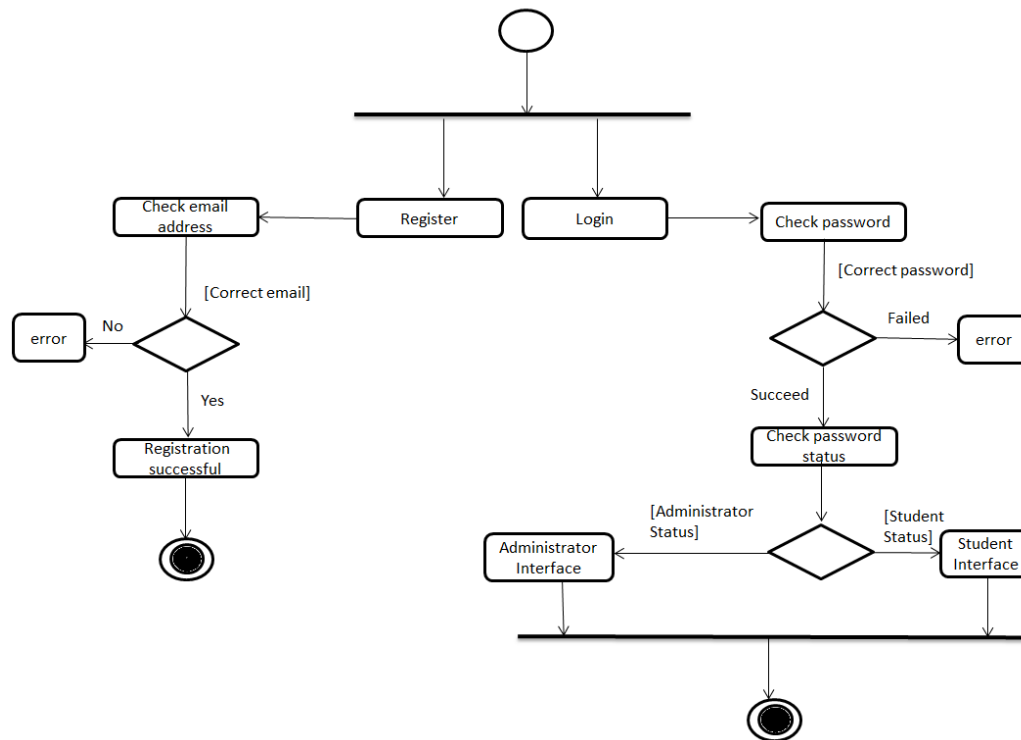 Check email
address
Register
Login
Check password
[Correct email]
[Correct password]
No
error
Failed
error
Yes
Succeed
Registration
successful
Check password
status
[Administrator
Status]
[Student
Status]
Administrator
Interface
Student
Interface